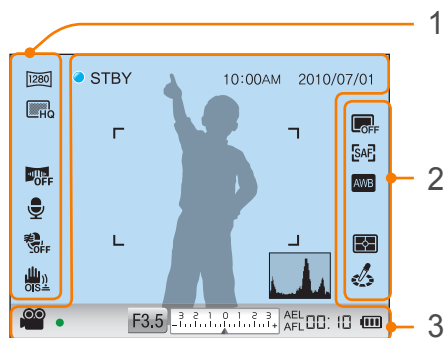 1
STBY 10:00AM 2010/07/01
1280
HQ
OFF
OFF
OIS
OFF
SAF
AWB
2
F3.5
3 2 1 0 1 2 3
- +
AEL
AFL
00:10
3